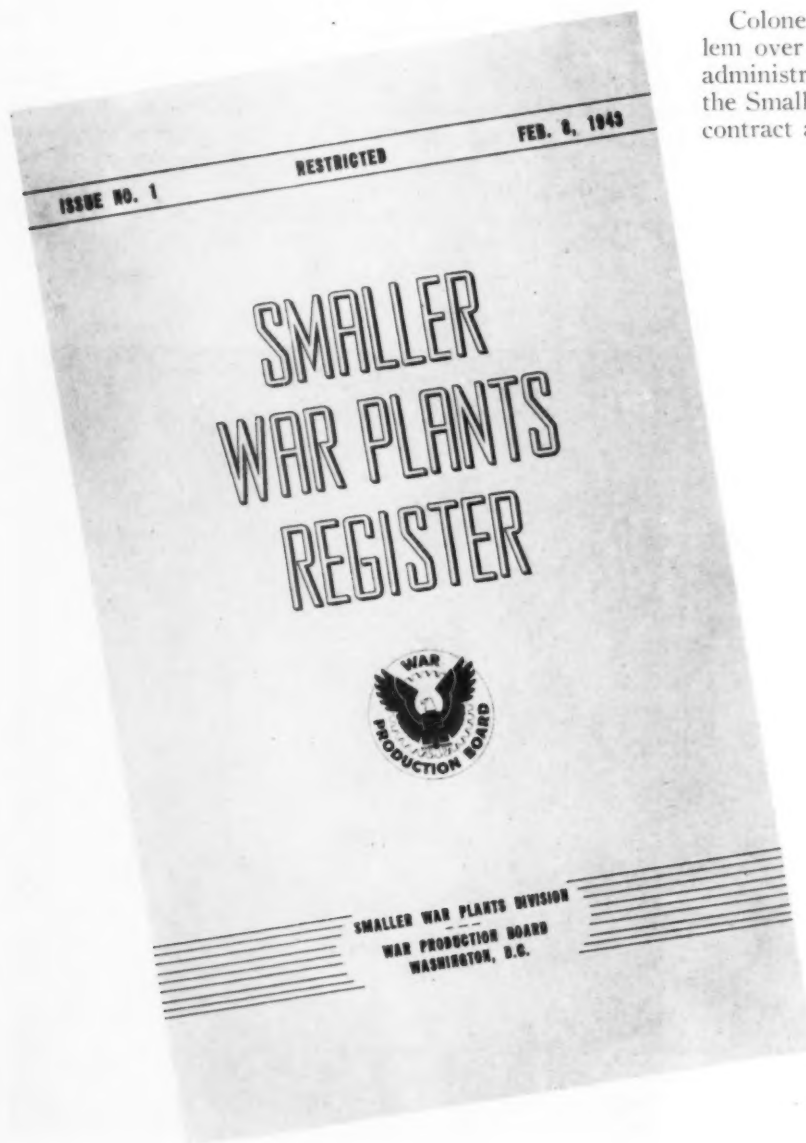 Colone
lem over
administr
the Small
contract a
ISSUE NO. 1 RESTRICTED FEB. 8, 1943
SMALLER
WAR PLANTS
REGISTER
WAR
PRODUCTION BOARD
SMALLER WAR PLANTS DIVISION
WAR PRODUCTION BOARD
WASHINGTON, D.C.